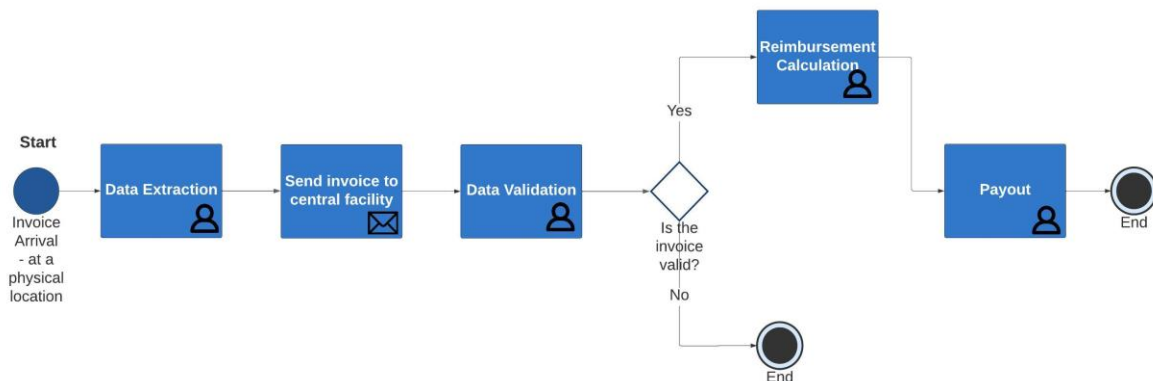 Start
Invoice
Arrival
- at a
physical
location
Data Extraction
Send invoice to
central facility
Data Validation
Is the
invoice
valid?
Yes
Reimbursement
Calculation
Payout
End
No
End